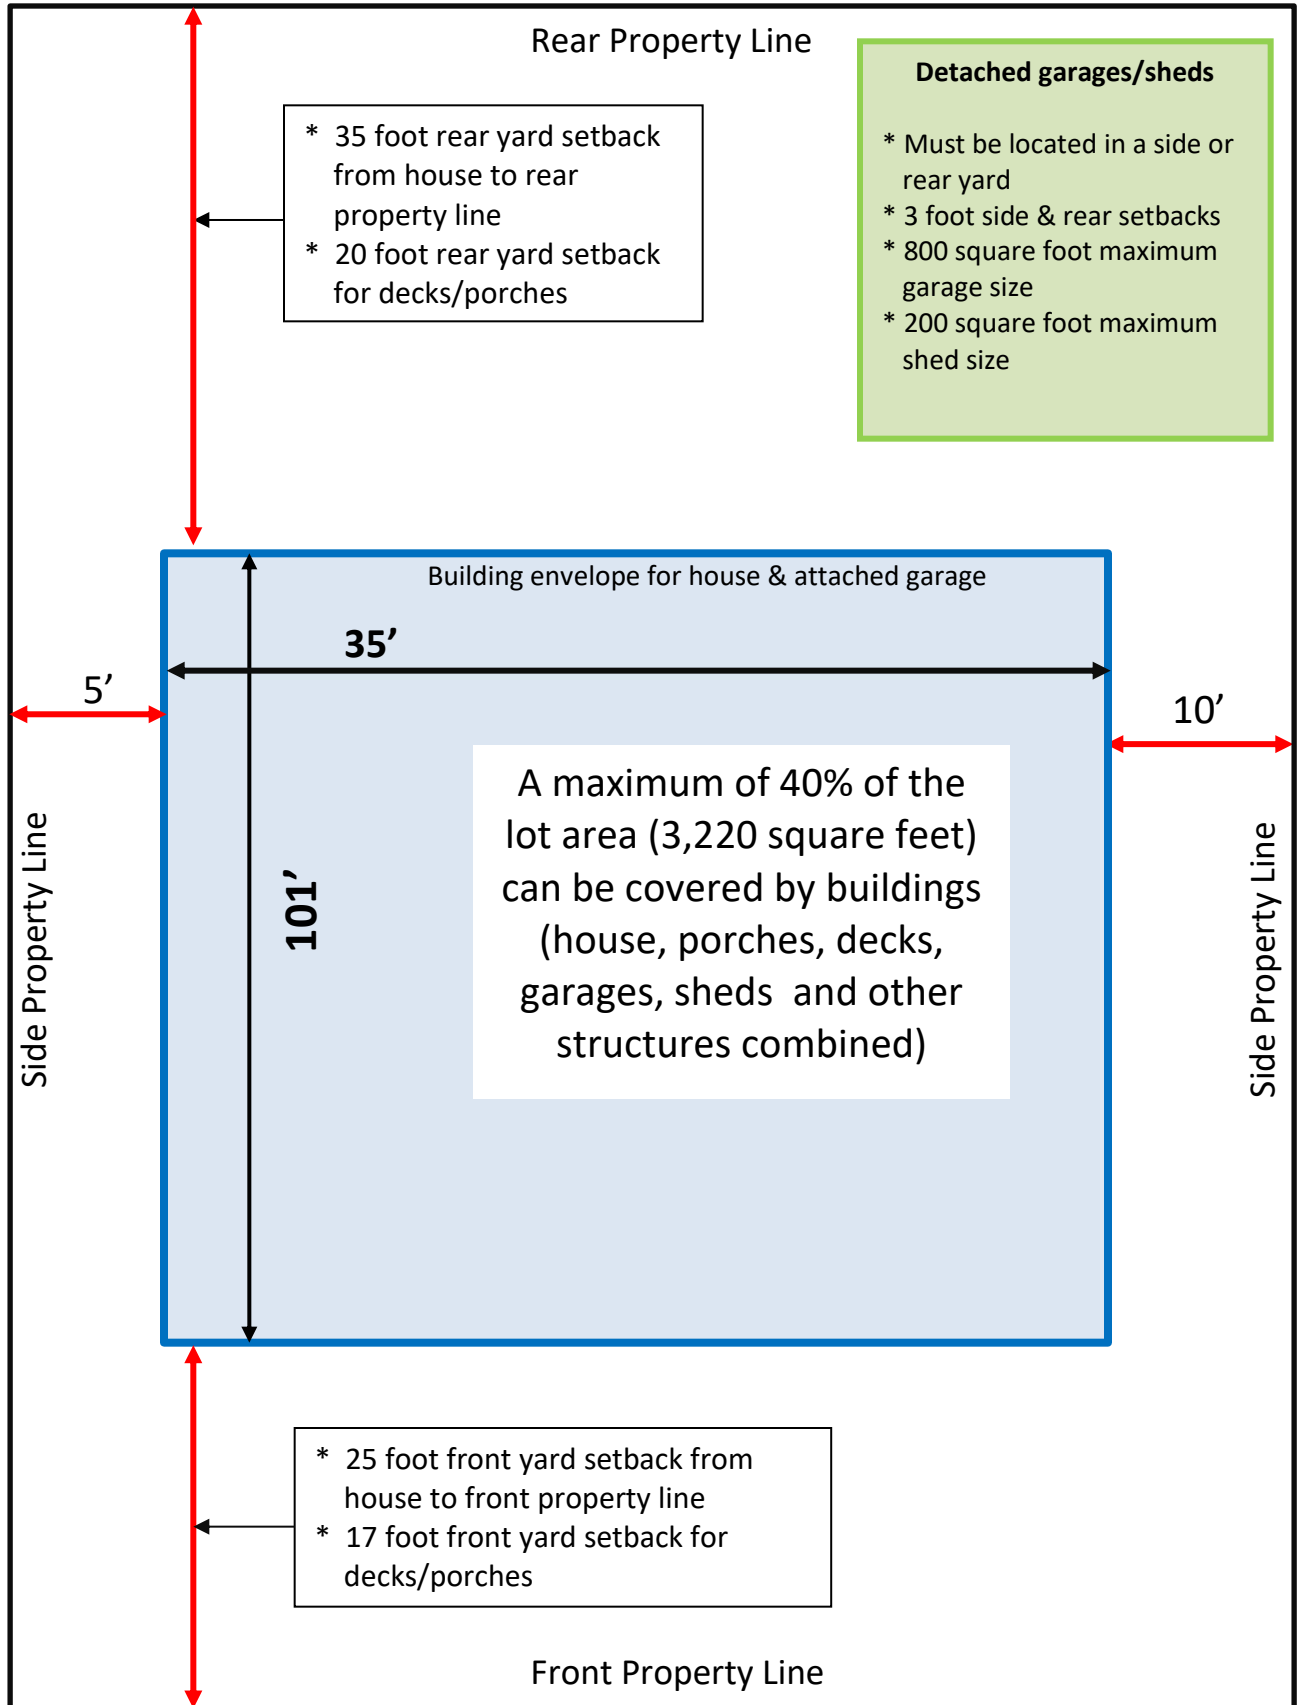 Rear Property Line
Detached garages/sheds
* Must be located in a side or
rear yard
* 3 foot side & rear setbacks
* 800 square foot maximum
garage size
* 200 square foot maximum
shed size
* 35 foot rear yard setback
from house to rear
property line
* 20 foot rear yard setback
for decks/porches
Building envelope for house & attached garage
35’
5’
10’
101’
A maximum of 40% of the
lot area (3,220 square feet)
can be covered by buildings
(house, porches, decks,
garages, sheds and other
structures combined)
Side Property Line
Side Property Line
* 25 foot front yard setback from
house to front property line
* 17 foot front yard setback for
decks/porches
Front Property Line